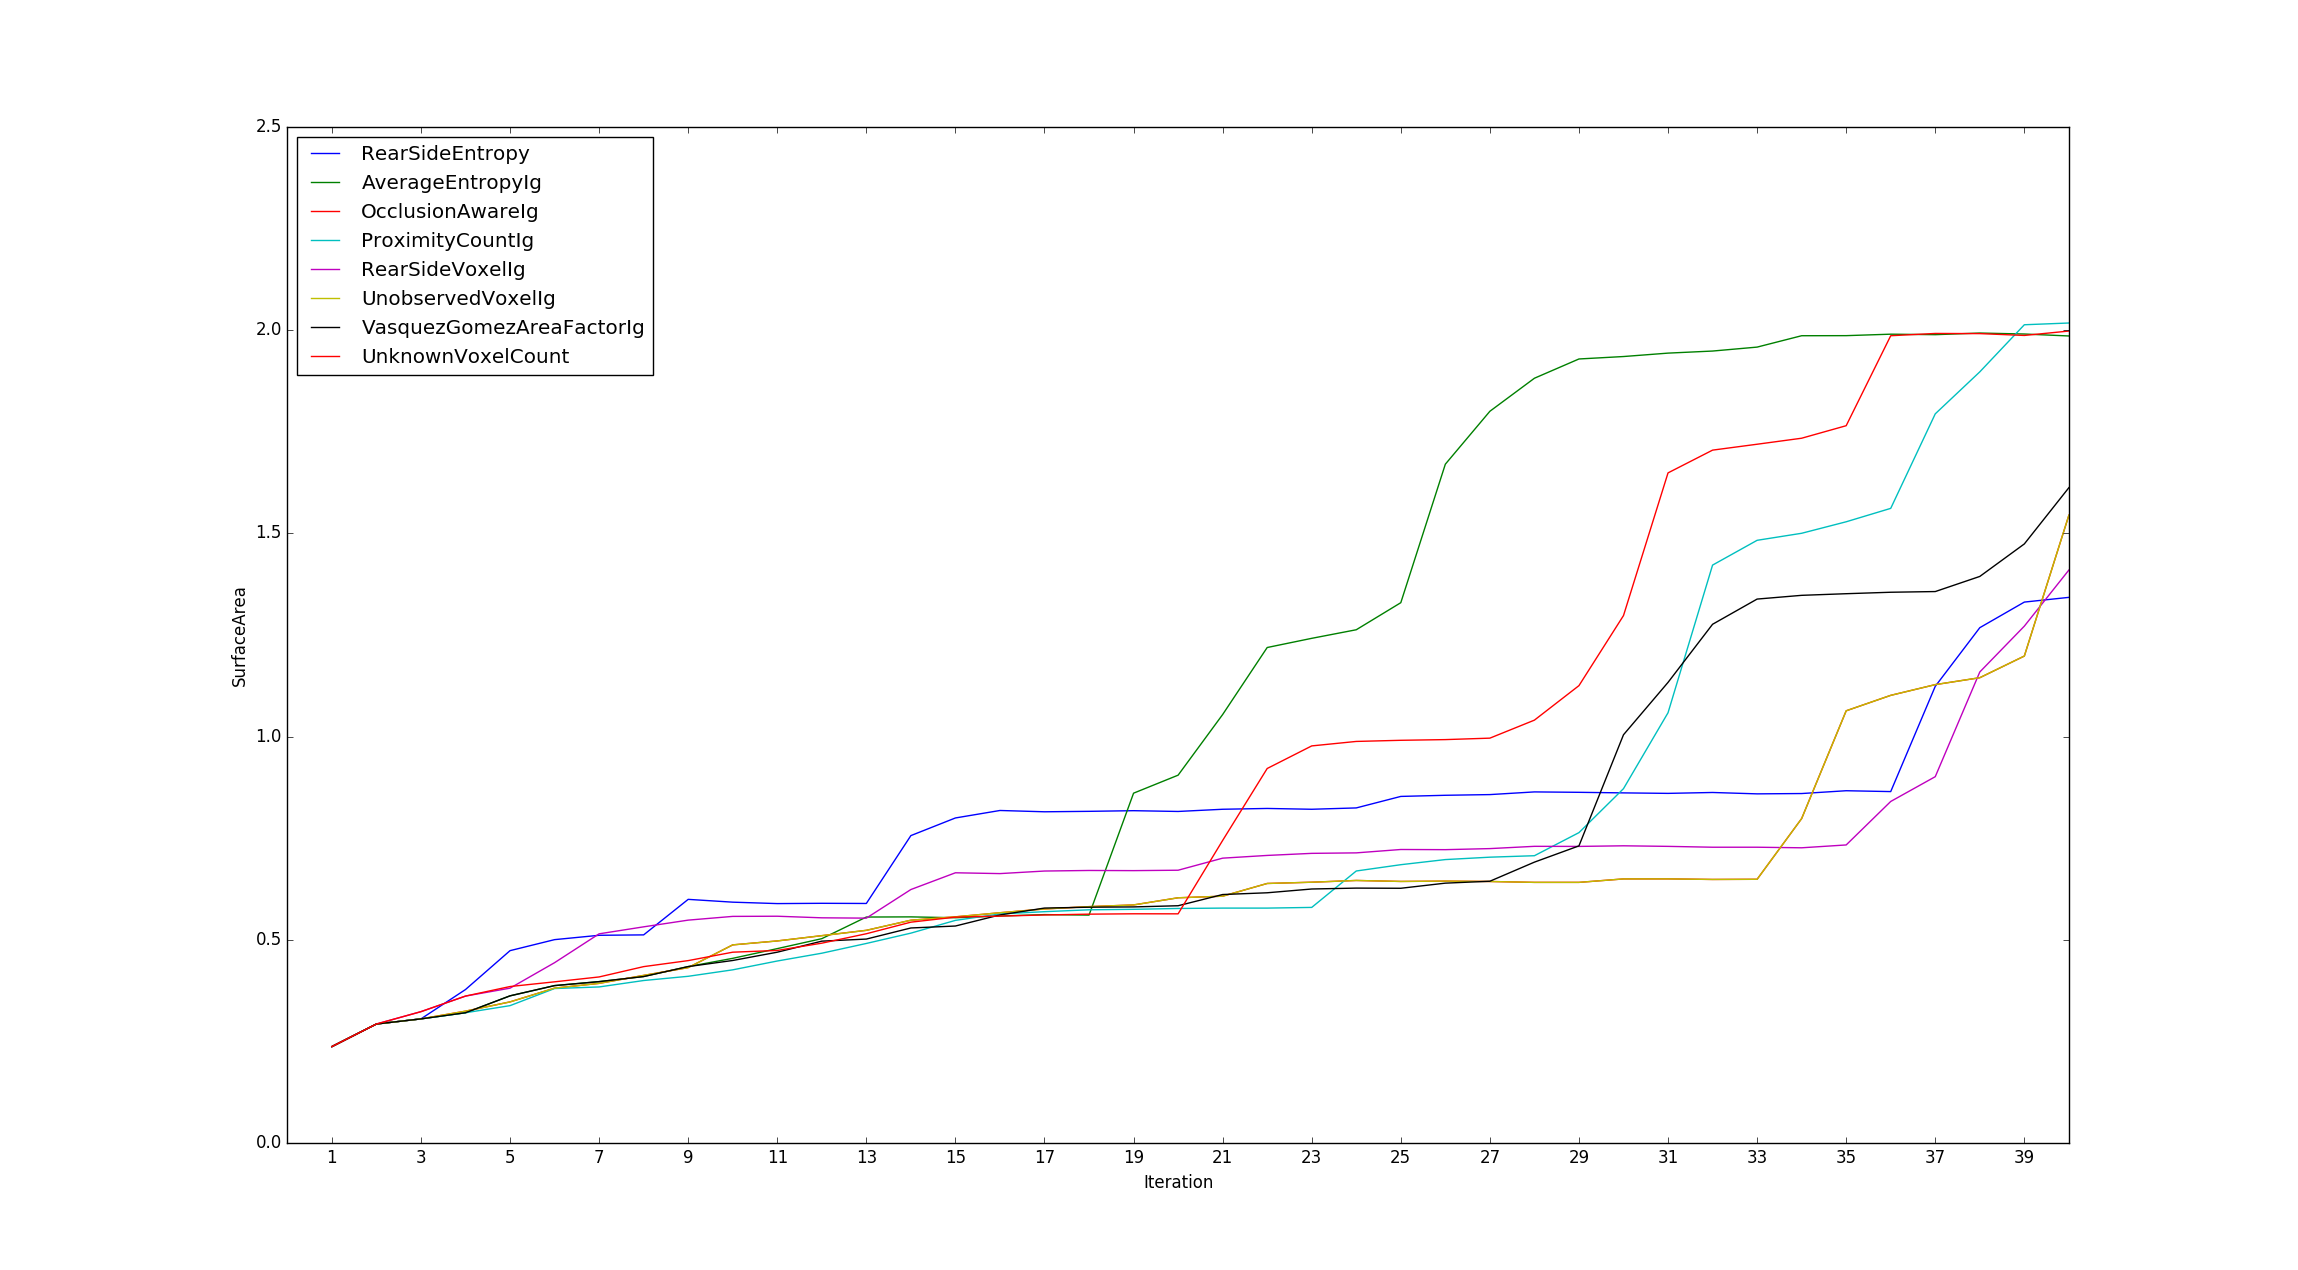 2.5
RearSideEntropy
AverageEntropyIg
OcclusionAwareIg
ProximityCountIg
RearSideVoxelIg
UnobservedVoxelIg
VasquezGomezAreaFactorIg
UnknownVoxelCount
2.0
1.5
1.0
0.5
0.0
SurfaceArea
1 3 5 7 9 11 13 15 17 19 21 23 25 27 29 31 33 35 37 39
Iteration